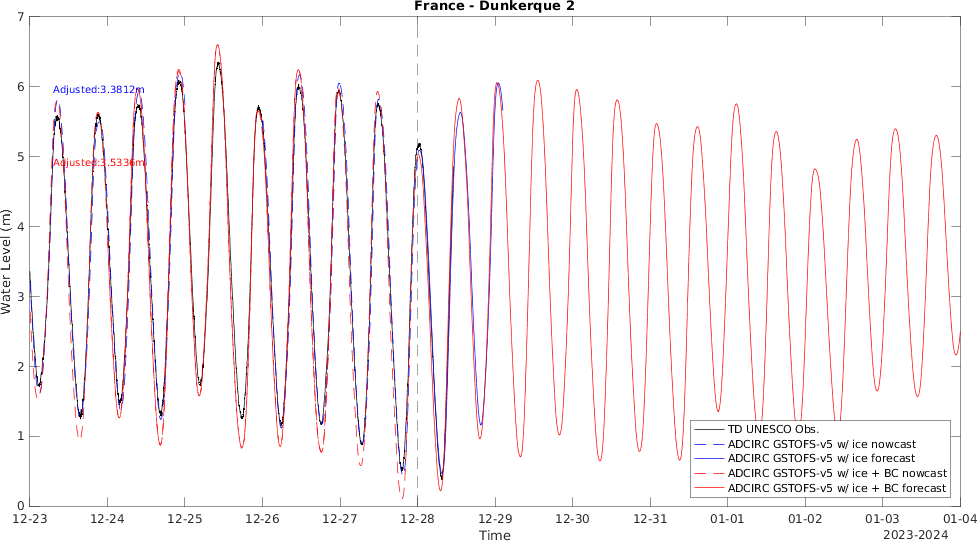 France - Dunkerque 2
7
6
5
4
3
2
1
0
Water Level (m)
Adjusted:3.3812m
Adjusted:3.5336m
TD UNESCO Obs.
ADCIRC GSTOFS-v5 w/ ice nowcast
ADCIRC GSTOFS-v5 w/ ice forecast
ADCIRC GSTOFS-v5 w/ ice + BC nowcast
ADCIRC GSTOFS-v5 w/ ice + BC forecast
12-23 12-24 12-25 12-26 12-27 12-28 12-29 12-30 12-31 01-01 01-02 01-03 01-04
Time
2023-2024